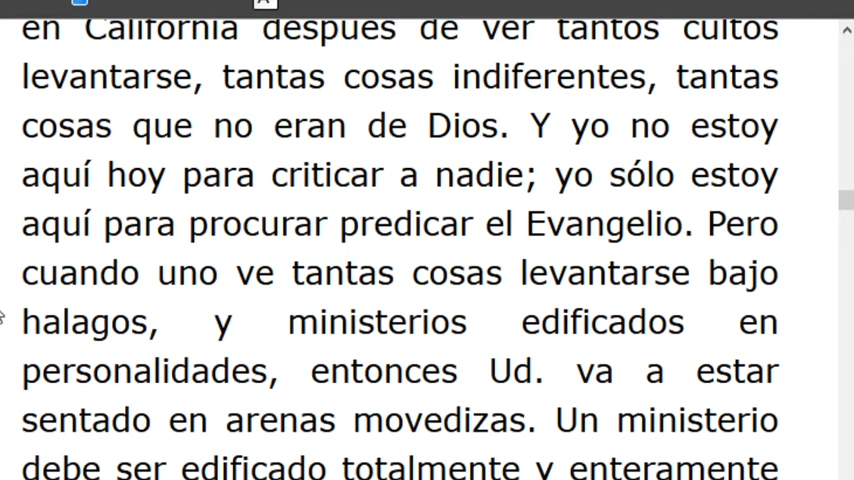 en California después de ver tantos cultos
levantarse, tantas cosas indiferentes, tantas
cosas que no eran de Dios. Y yo no estoy
aquí hoy para criticar a nadie; yo sólo estoy
aquí para procurar predicar el Evangelio. Pero
cuando uno ve tantas cosas levantarse bajo
halagos, y ministerios edificados en
personalidades, entonces Ud. va a estar
sentado en arenas movedizas. Un ministerio
debe ser edificado totalmente y enteramente